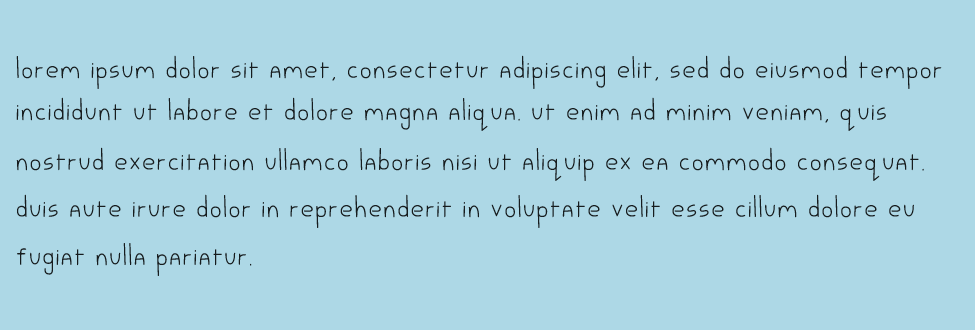 lorem ipsum dolor sit amet, consectetur adipiscing elit, sed do eiusmod tempor
incididunt ut labore et dolore magna aliqua. ut enim ad minim veniam, quis
nostrud exercitation ullamco laboris nisi ut aliquip ex ea commodo consequat.
duis aute irure dolor in reprehenderit in voluptate velit esse cillum dolore eu
fugiat nulla pariatur.